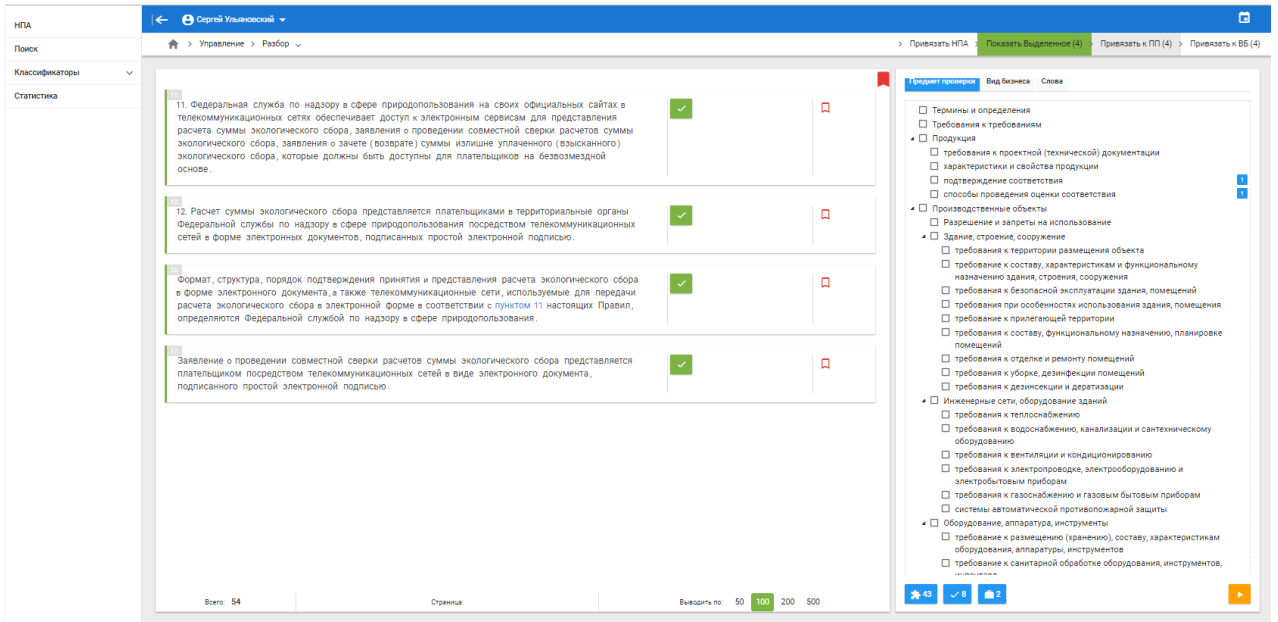 НПА
Поиск
Классификаторы
Статистика
Сергей Ульяновский
Управление > Разбор
> Привязать НПА > Показать Выделенное (4) > Привязать к ПП (4) > Привязать к ВБ (4)
11.
11. Федеральная служба по надзору в сфере природопользования на своих официальных сайтах в
телекоммуникационных сетях обеспечивает доступ к электронным сервисам для представления
расчета суммы экологического сбора, заявления о проведении совместной сверки расчетов суммы
экологического сбора, заявления о зачете (возврате) суммы излишне уплаченного (взысканного)
экологического сбора, которые должны быть доступны для плательщиков на безвозмездной
основе.
12.
12. Расчет суммы экологического сбора представляется плательщиками в территориальные органы
Федеральной службы по надзору в сфере природопользования посредством телекоммуникационных
сетей в форме электронных документов, подписанных простой электронной подписью.
Формат, структура, порядок подтверждения принятия и представления расчета экологического сбора
в форме электронного документа, а также телекоммуникационные сети, используемые для передачи
расчета экологического сбора в электронной форме в соответствии с пунктом 11 настоящих Правил,
определяются Федеральной службой по надзору в сфере природопользования.
Заявление о проведении совместной сверки расчетов суммы экологического сбора представляется
плательщиком посредством телекоммуникационных сетей в виде электронного документа,
подписанного простой электронной подписью.
Всего: 54
Страница:
Выводить по: 50 100 200 500
Предмет проверки Вид бизнеса Слова
Термины и определения
Требования к требованиям
Продукция
требования к проектной (технической) документации
характеристики и свойства продукции
подтверждение соответствия 1
способы проведения оценки соответствия 1
Производственные объекты
Разрешение и запреты на использование
Здание, строение, сооружение
требования к территории размещения объекта
требование к составу, характеристикам и функциональному
назначению здания, строения, сооружения
требования к безопасной эксплуатации здания, помещений
требования при особенностях использования здания, помещения
требование к прилегающей территории
требования к составу, функциональному назначению, планировке
помещений
требования к отделке и ремонту помещений
требования к уборке, дезинфекции помещений
требования к дезинсекции и дератизации
Инженерные сети, оборудование зданий
требования к теплоснабжению
требования к водоснабжению, канализации и сантехническому
оборудованию
требования к вентиляции и кондиционированию
требования к электропроводке, электрооборудованию и
электробытовым приборам
требования к газоснабжению и газовым бытовым приборам
системы автоматической противопожарной защиты
Оборудование, аппаратура, инструменты
требование к размещению (хранению), составу, характеристикам
оборудования, аппаратуры, инструментов
требование к санитарной обработке оборудования, инструментов,
43 8 2